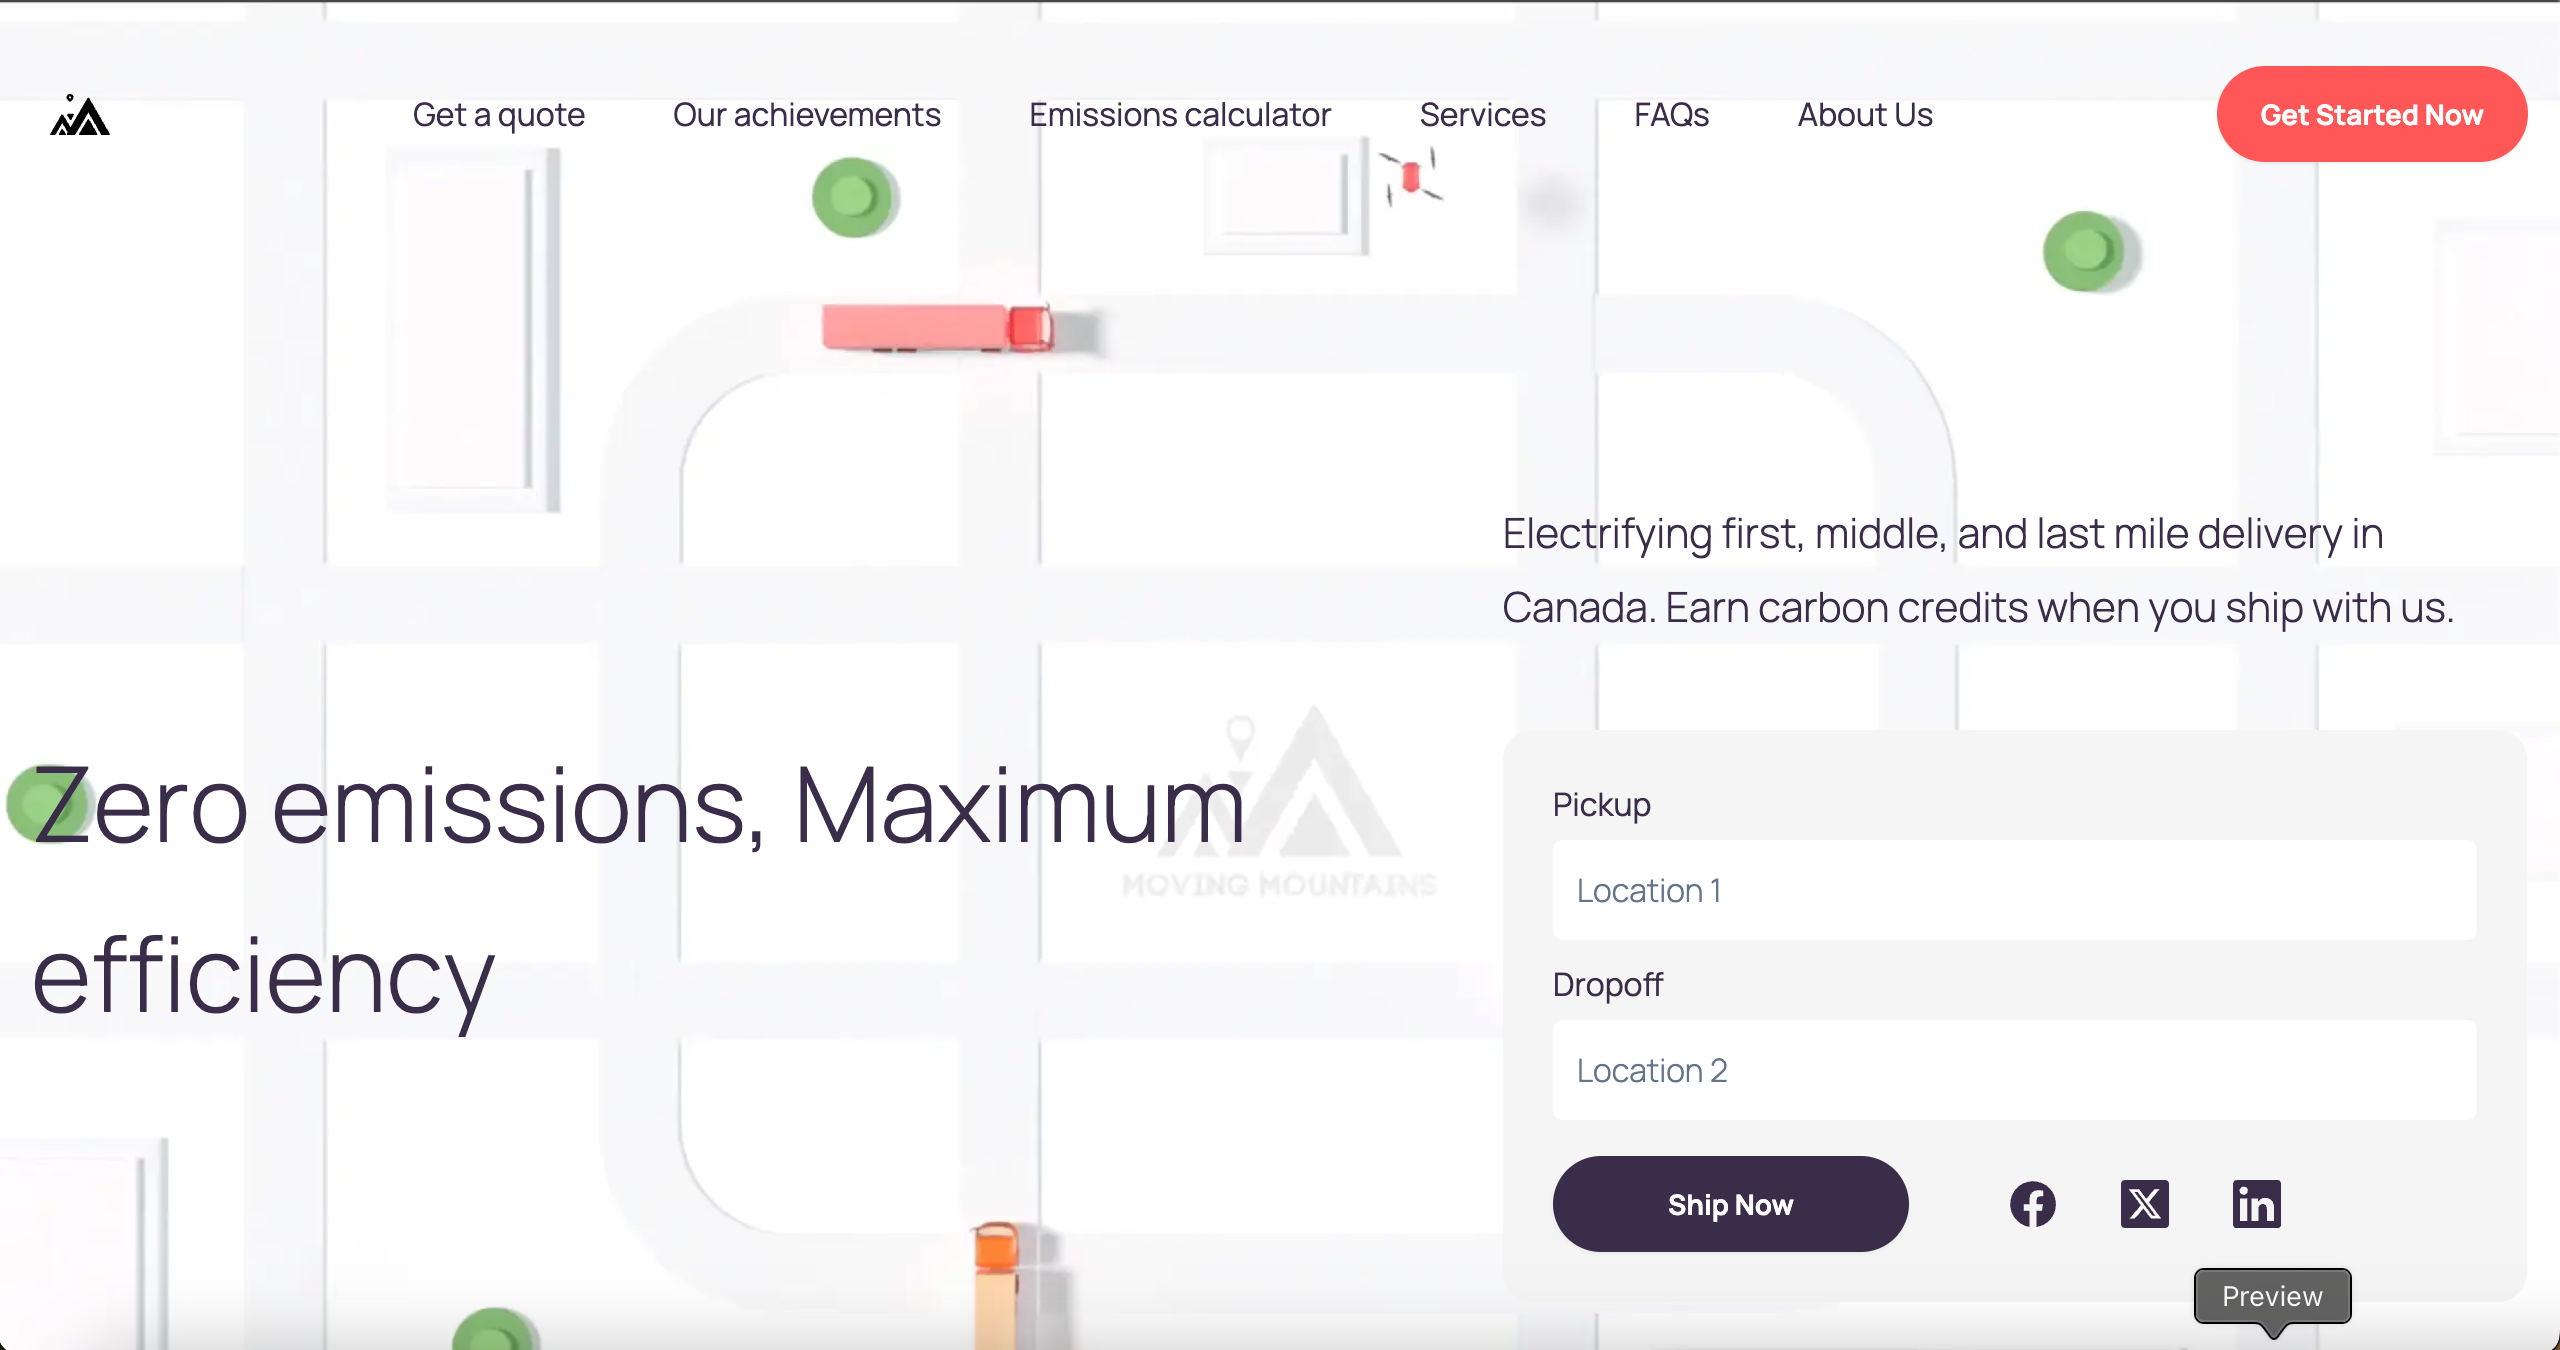 Get a quote
Our achievements
Emissions calculator
Services
FAQs
About Us
Get Started Now
Electrifying first, middle, and last mile delivery in
Canada. Earn carbon credits when you ship with us.
Zero emissions, Maximum
efficiency
MOVING MOUNTAINS
Pickup
Location 1
Dropoff
Location 2
Ship Now
Preview